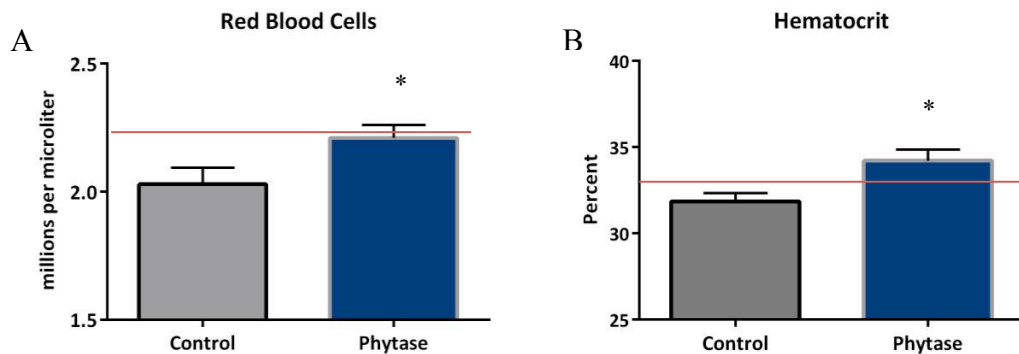 A
Red Blood Cells
millions per microliter
2.5
2.0
1.5
*
Control
Phytase
B
Hematocrit
Percent
40
35
30
25
*
Control
Phytase